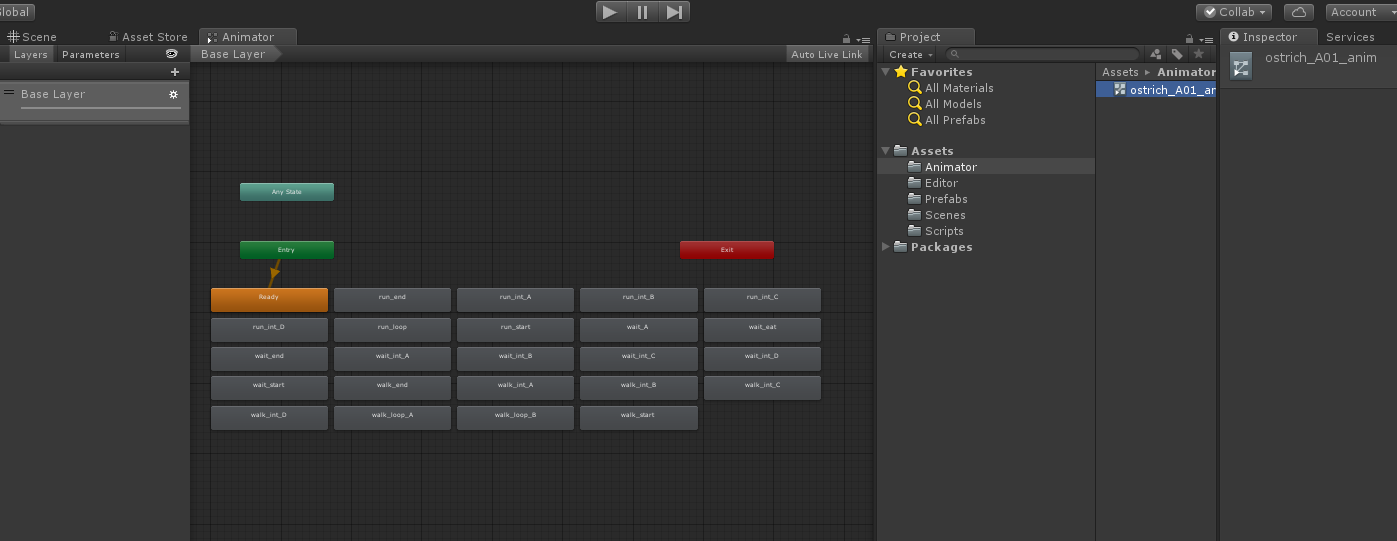 Global
Collab
Account
Scene
Asset Store
Animator
Project
Inspector
Services
Layers
Parameters
Base Layer
Auto Live Link
Create
ostrich_A01_anim
Base Layer
Favorites
All Materials
All Models
All Prefabs
Assets
Animator
Editor
Prefabs
Scenes
Scripts
Packages
Assets ▸ Animator
ostrich_A01_ar
Any State
Entry
Exit
Ready
run_end
run_int_A
run_int_B
run_int_C
run_int_D
run_loop
run_start
wait_A
wait_eat
wait_end
wait_int_A
wait_int_B
wait_int_C
wait_int_D
wait_start
walk_end
walk_int_A
walk_int_B
walk_int_C
walk_int_D
walk_loop_A
walk_loop_B
walk_start